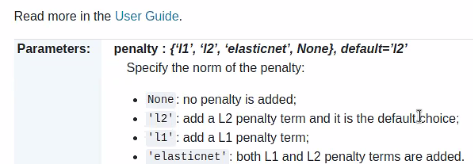 Read more in the User Guide.
Parameters: penalty : {‘l1’, ‘l2’, ‘elasticnet’, None}, default=’l2’
Specify the norm of the penalty:
• None: no penalty is added;
• 'l2': add a L2 penalty term and it is the default choice;
• 'l1': add a L1 penalty term;
• 'elasticnet': both L1 and L2 penalty terms are added.